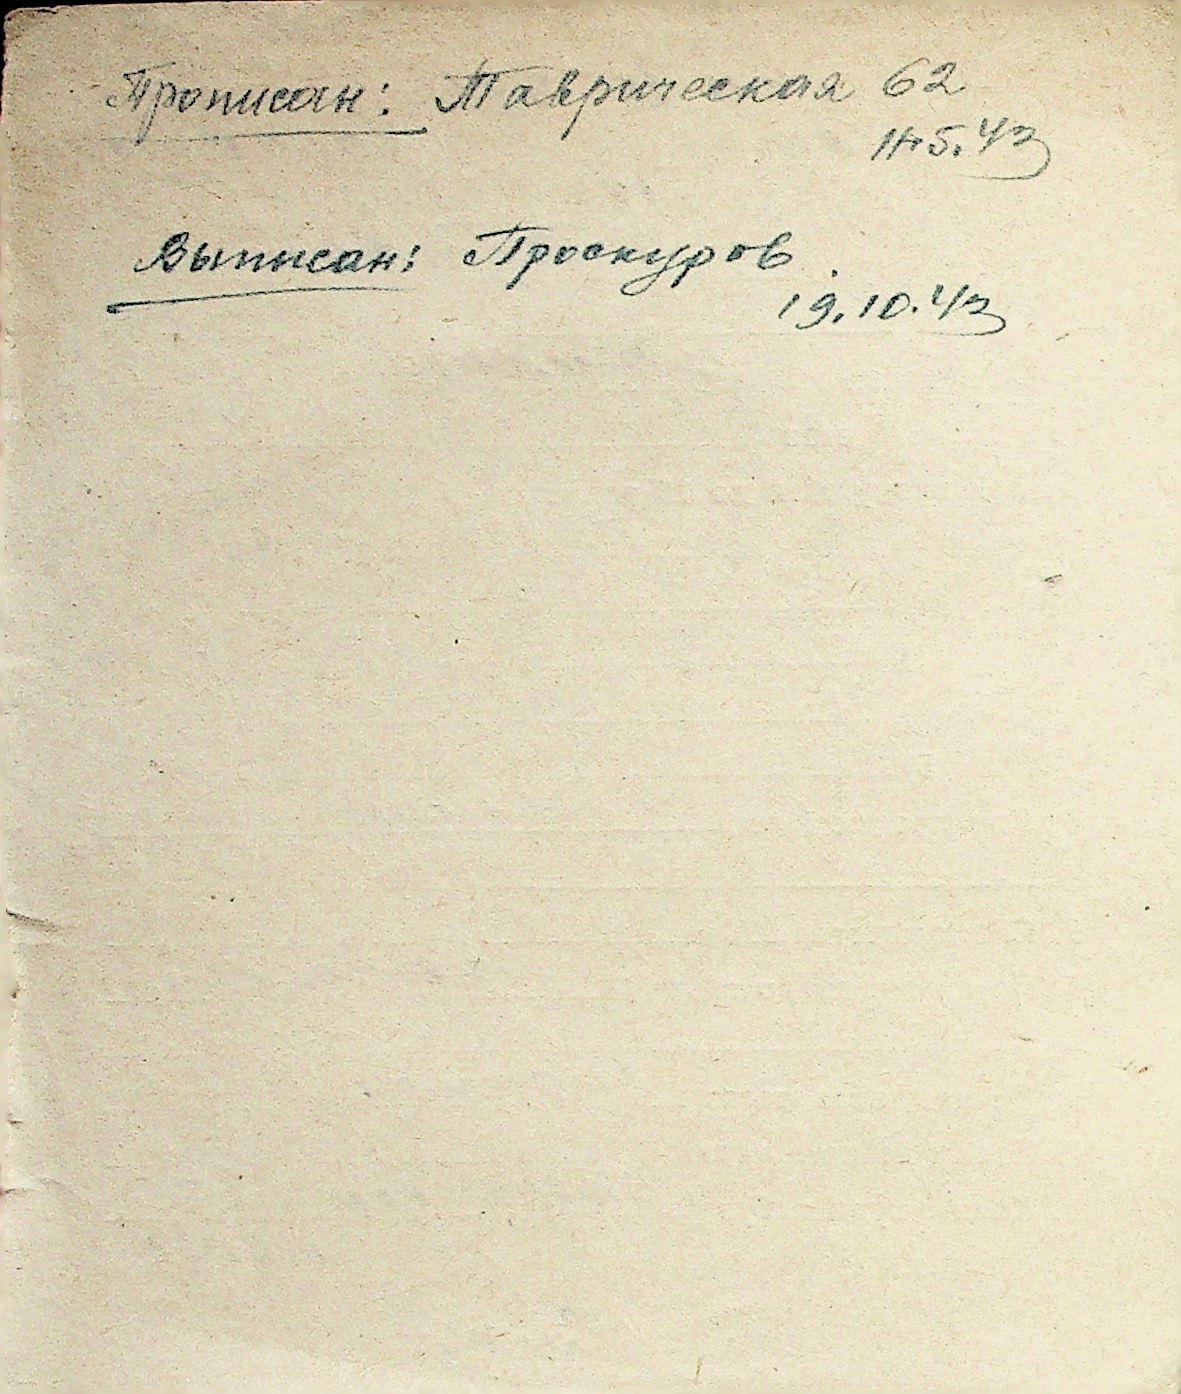 Прописан: Таврическая 62
11.5.43
Выписан: Проскуров
19.10.43